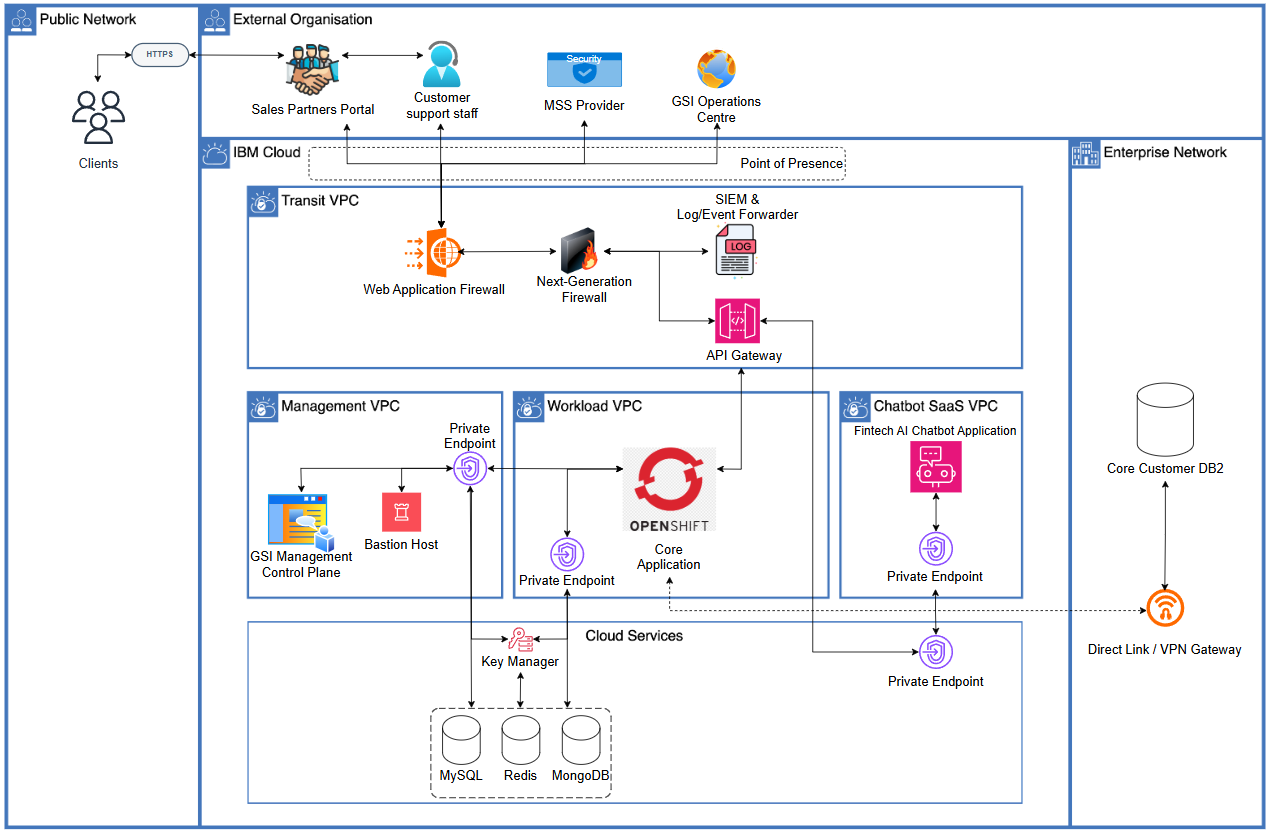 Public Network
External Organisation
HTTPS
Sales Partners Portal
Customer
support staff
Security
MSS Provider
GSI Operations
Centre
Clients
IBM Cloud
Point of Presence
Enterprise Network
Transit VPC
SIEM &
Log/Event Forwarder
LOG
Web Application Firewall
Next-Generation
Firewall
</>
API Gateway
Management VPC
Private
Endpoint
GSI Management
Control Plane
Bastion Host
Workload VPC
OPENSHIFT
Core
Application
Private Endpoint
Chatbot SaaS VPC
Fintech AI Chatbot Application
Private Endpoint
Core Customer DB2
Direct Link / VPN Gateway
Cloud Services
Key Manager
Private Endpoint
MySQL
Redis
MongoDB